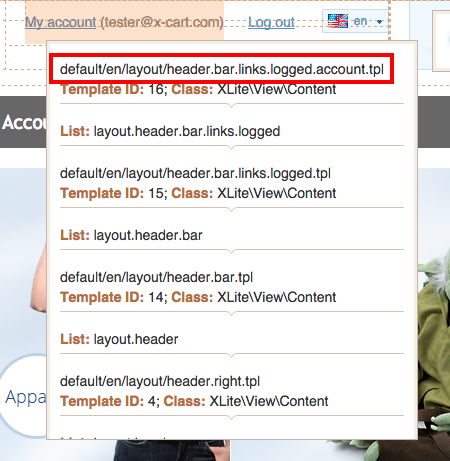 My account (tester@x-cart.com) Log out en
default/en/layout/header.bar.links.logged.account.tpl
Template ID: 16; Class: XLite\View\Content
List: layout.header.bar.links.logged
default/en/layout/header.bar.links.logged.tpl
Template ID: 15; Class: XLite\View\Content
List: layout.header.bar
default/en/layout/header.bar.tpl
Template ID: 14; Class: XLite\View\Content
List: layout.header
default/en/layout/header.right.tpl
Template ID: 4; Class: XLite\View\Content